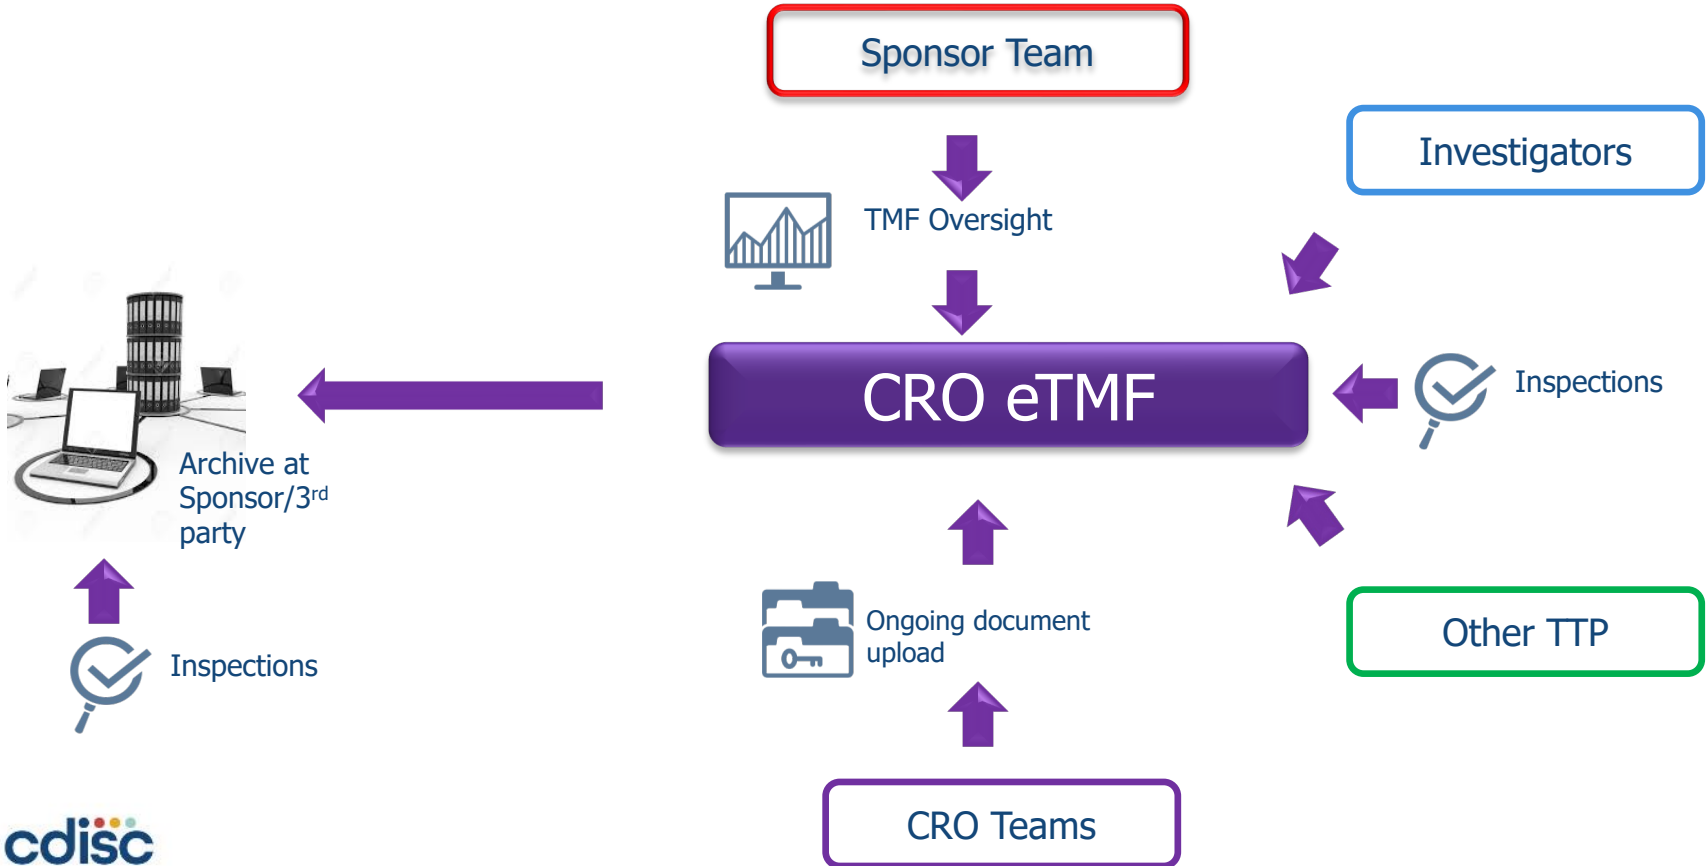 Sponsor Team
Investigators
TMF Oversight
CRO eTMF
Inspections
Archive at
Sponsor/3rd
party
Ongoing document
upload
Other TTP
Inspections
CRO Teams
cdisc